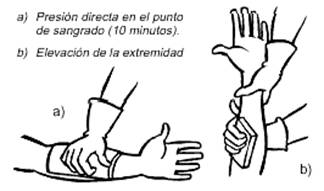 a) Presión directa en el punto
de sangrado (10 minutos).
b) Elevación de la extremidad
a)
b)